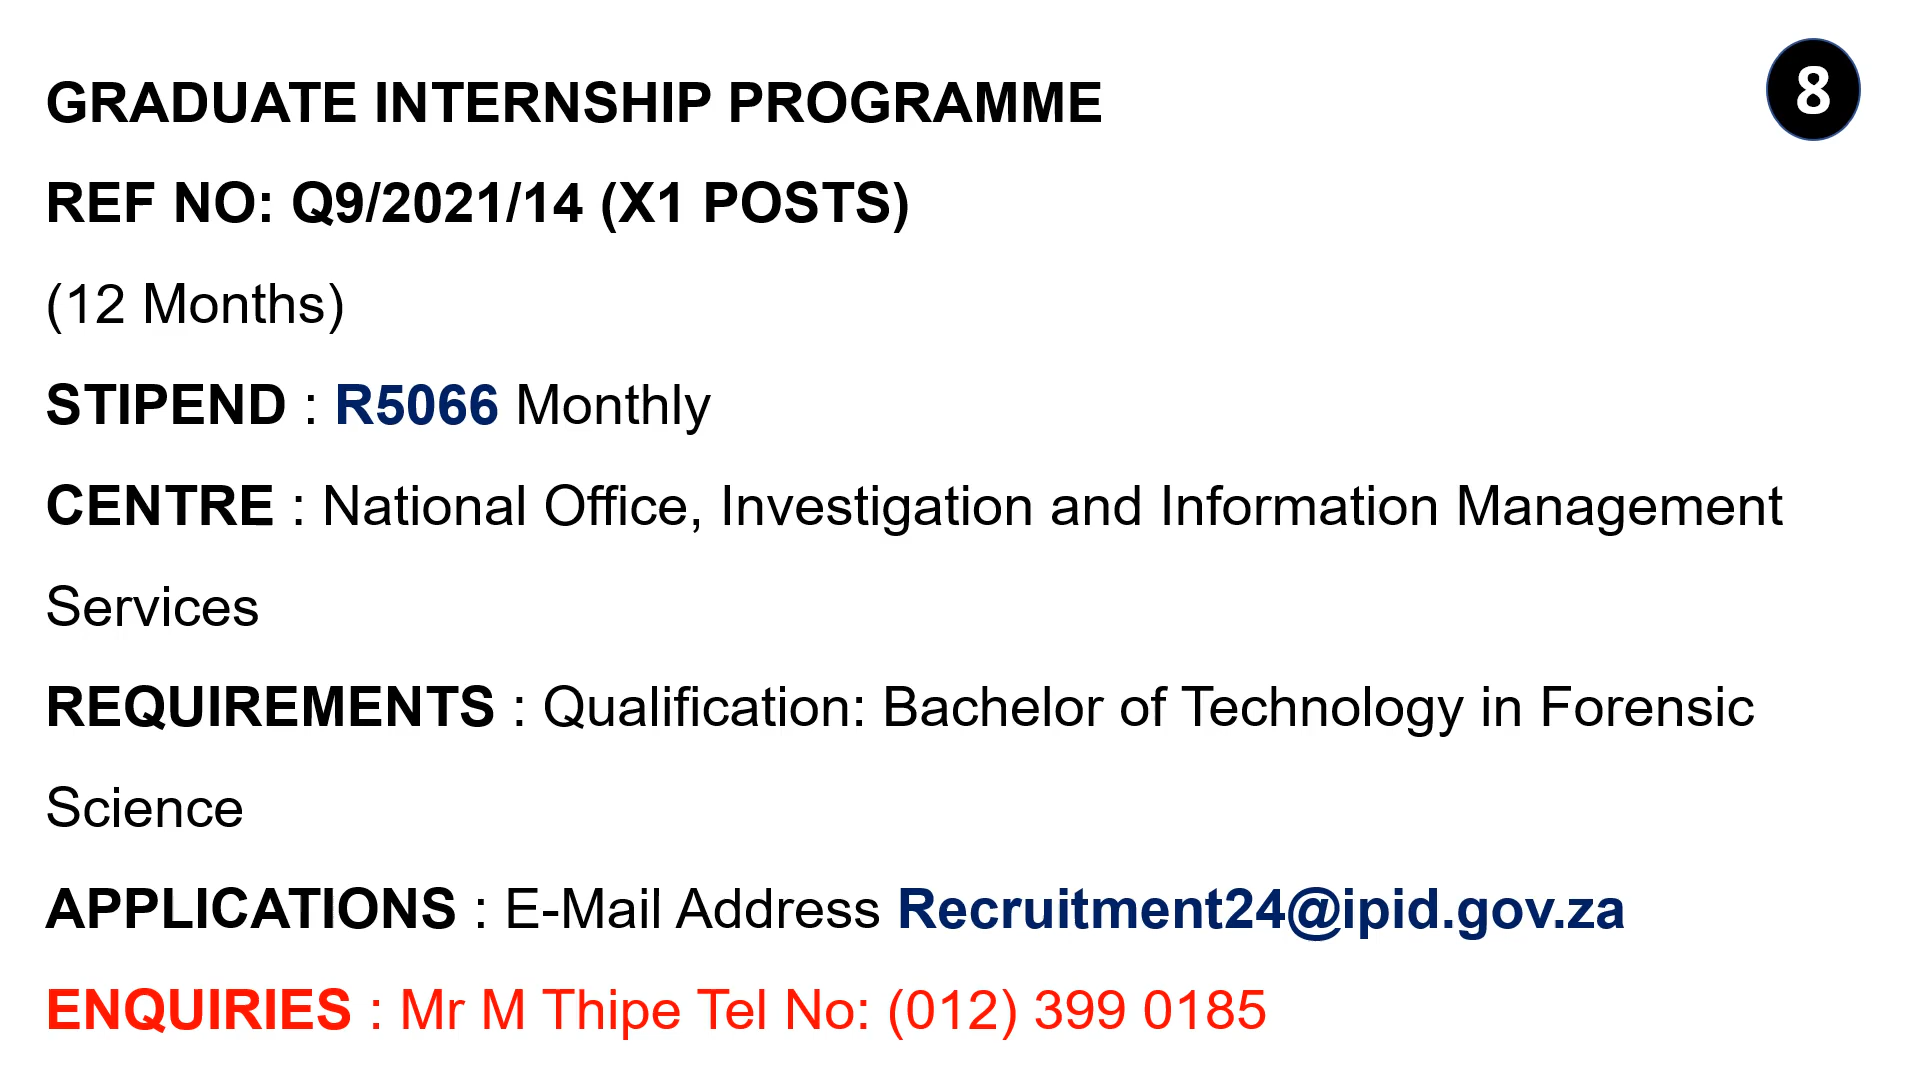 GRADUATE INTERNSHIP PROGRAMME
8
REF NO: Q9/2021/14 (X1 POSTS)
(12 Months)
STIPEND : R5066 Monthly
CENTRE : National Office, Investigation and Information Management
Services
REQUIREMENTS : Qualification: Bachelor of Technology in Forensic
Science
APPLICATIONS : E-Mail Address Recruitment24@ipid.gov.za
ENQUIRIES : Mr M Thipe Tel No: (012) 399 0185